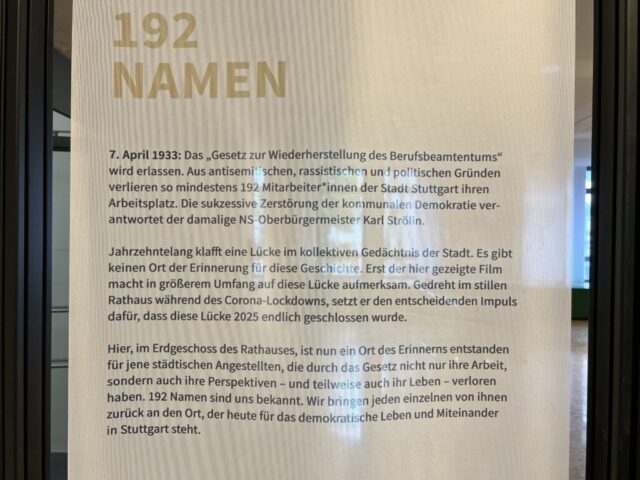 192
NAMEN
7. April 1933: Das „Gesetz zur Wiederherstellung des Berufsbeamtentums“
wird erlassen. Aus antisemitischen, rassistischen und politischen Gründen
verlieren so mindestens 192 Mitarbeiter*innen der Stadt Stuttgart ihren
Arbeitsplatz. Die sukzessive Zerstörung der kommunalen Demokratie ver-
antwortet der damalige NS-Oberbürgermeister Karl Strölin.
Jahrzehntelang klafft eine Lücke im kollektiven Gedächtnis der Stadt. Es gibt
keinen Ort der Erinnerung für diese Geschichte. Erst der hier gezeigte Film
macht in größerem Umfang auf diese Lücke aufmerksam. Gedreht im stillen
Rathaus während des Corona-Lockdowns, setzt er den entscheidenden Impuls
dafür, dass diese Lücke 2025 endlich geschlossen wurde.
Hier, im Erdgeschoss des Rathauses, ist nun ein Ort des Erinnerns entstanden
für jene städtischen Angestellten, die durch das Gesetz nicht nur ihre Arbeit,
sondern auch ihre Perspektiven – und teilweise auch ihr Leben – verloren
haben. 192 Namen sind uns bekannt. Wir bringen jeden einzelnen von ihnen
zurück an den Ort, der heute für das demokratische Leben und Miteinander
in Stuttgart steht.